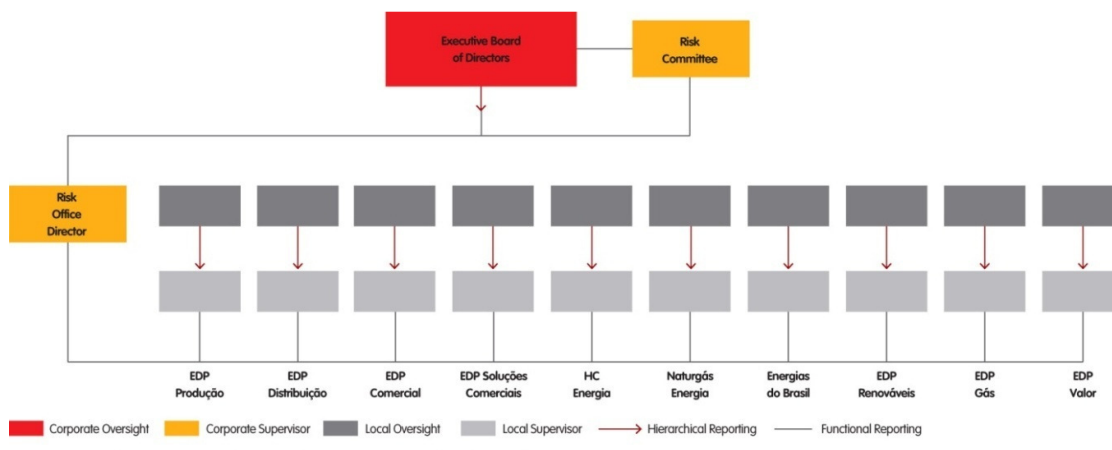 Executive Board
of Directors
Risk
Committee
Risk
Office
Director
EDP
Produção
EDP
Distribuição
EDP
Comercial
EDP Soluções
Comerciais
HC
Energia
Naturgás
Energia
Energias
do Brasil
EDP
Renováveis
EDP
Gás
EDP
Valor
Corporate Oversight
Corporate Supervisor
Local Oversight
Local Supervisor
Hierarchical Reporting
Functional Reporting